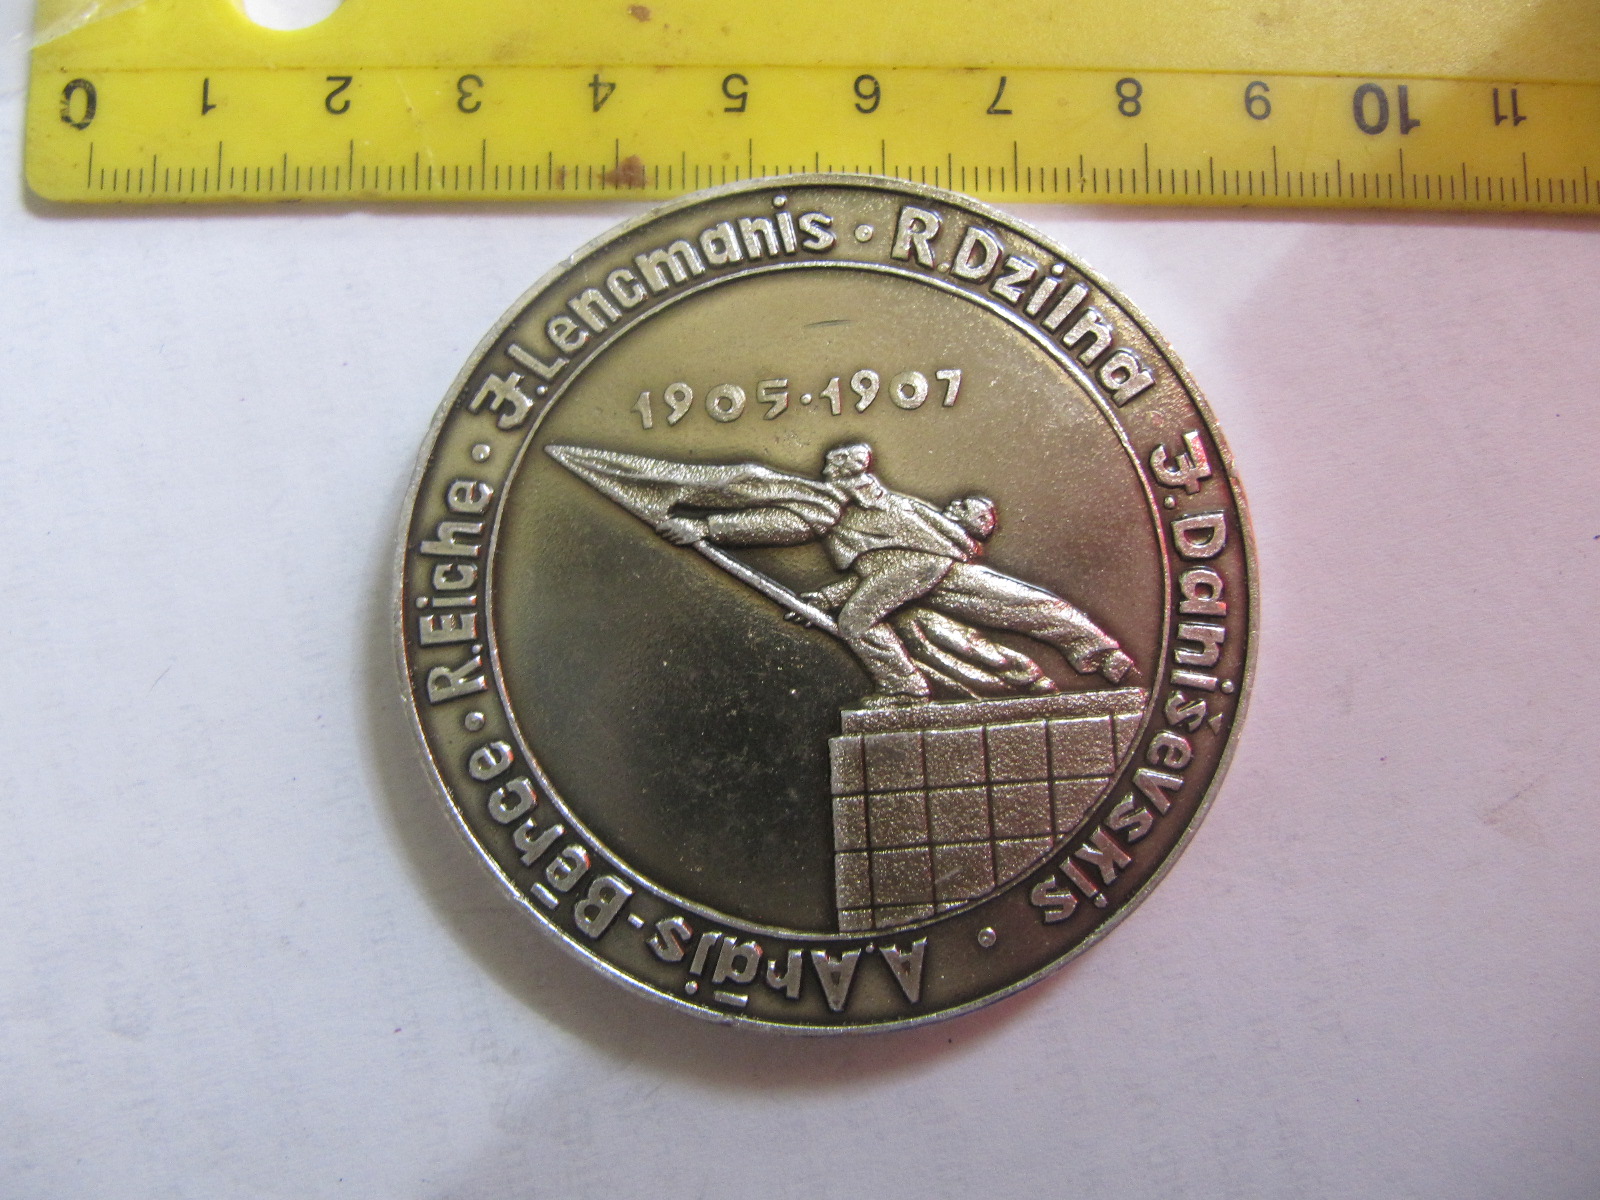 0 1 2 3 4 5 6 7 8 9 10 11
J.Lencmanis · R.Dzilna · J.Daniševskis · A.Arājs-Bērce · R.Eiche ·
1905·1907